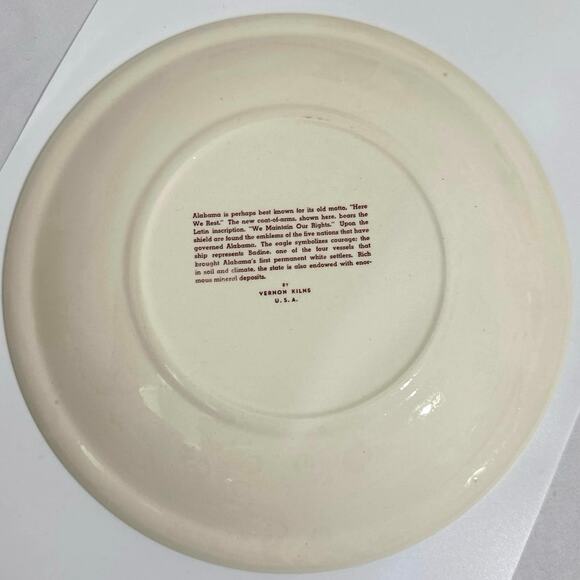 Alabama is perhaps best known for its old motto, "Here
We Rest." The new coat-of-arms, shown here, bears the
Latin inscription, "We Maintain Our Rights." Upon the
shield are found the emblems of the five nations that have
governed Alabama. The eagle symbolizes courage; the
ship represents Badine, one of the four vessels that
brought Alabama's first permanent white settlers. Rich
in soil and climate, the state is also endowed with enor-
mous mineral deposits.
BY
VERNON KILNS
U. S. A.